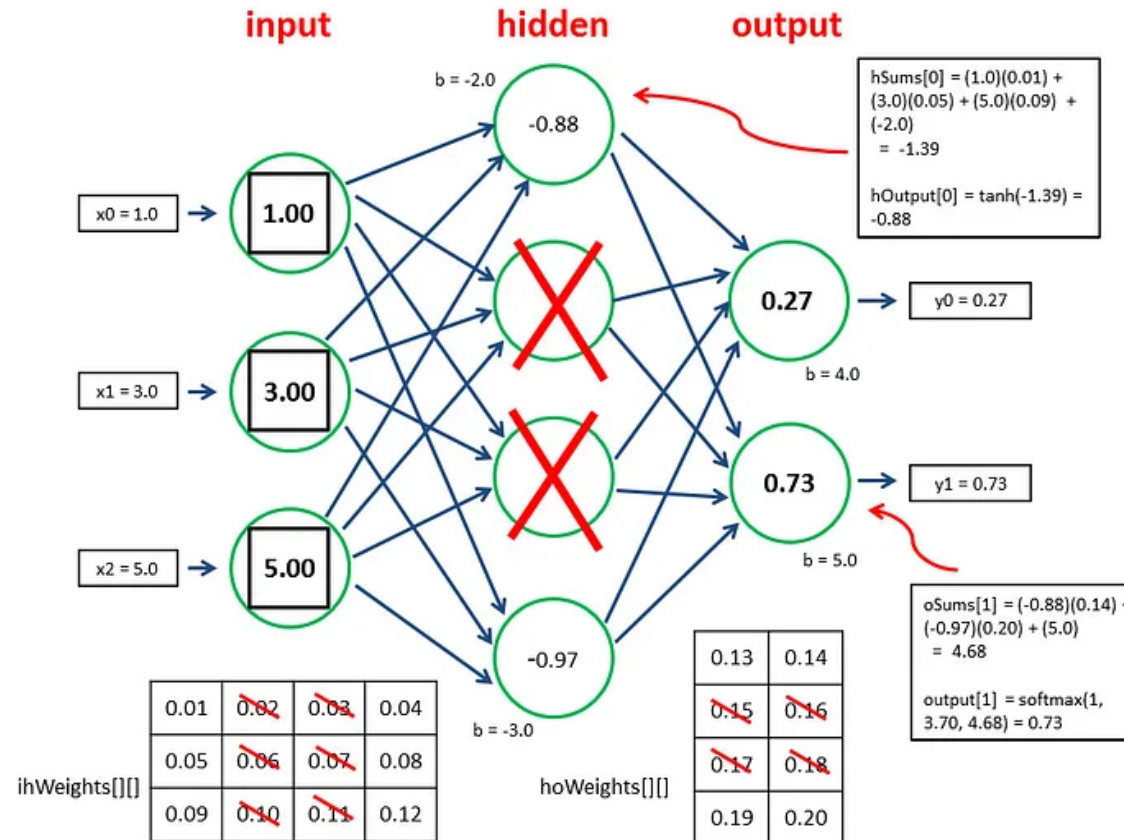 input hidden output
b = -2.0
hSums[0] = (1.0)(0.01) +
(3.0)(0.05) + (5.0)(0.09) +
(-2.0)
= -1.39
hOutput[0] = tanh(-1.39) =
-0.88
-0.88
x0 = 1.0
1.00
0.27
y0 = 0.27
b = 4.0
x1 = 3.0
3.00
0.73
y1 = 0.73
b = 5.0
x2 = 5.0
5.00
oSums[1] = (-0.88)(0.14) +
(-0.97)(0.20) + (5.0)
= 4.68
output[1] = softmax(1,
3.70, 4.68) = 0.73
-0.97
b = -3.0
ihWeights[][]
0.01 0.02 0.03 0.04
0.05 0.06 0.07 0.08
0.09 0.10 0.11 0.12
hoWeights[][]
0.13 0.14
0.15 0.16
0.17 0.18
0.19 0.20